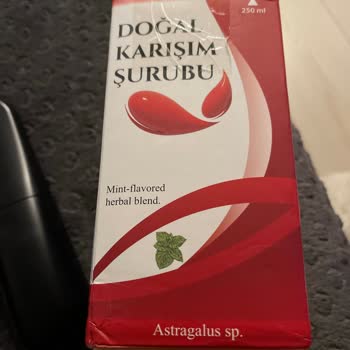 250 ml
DOĞAL
KARIŞIM
ŞURUBU
Mint-flavored
herbal blend.
Astragalus sp.